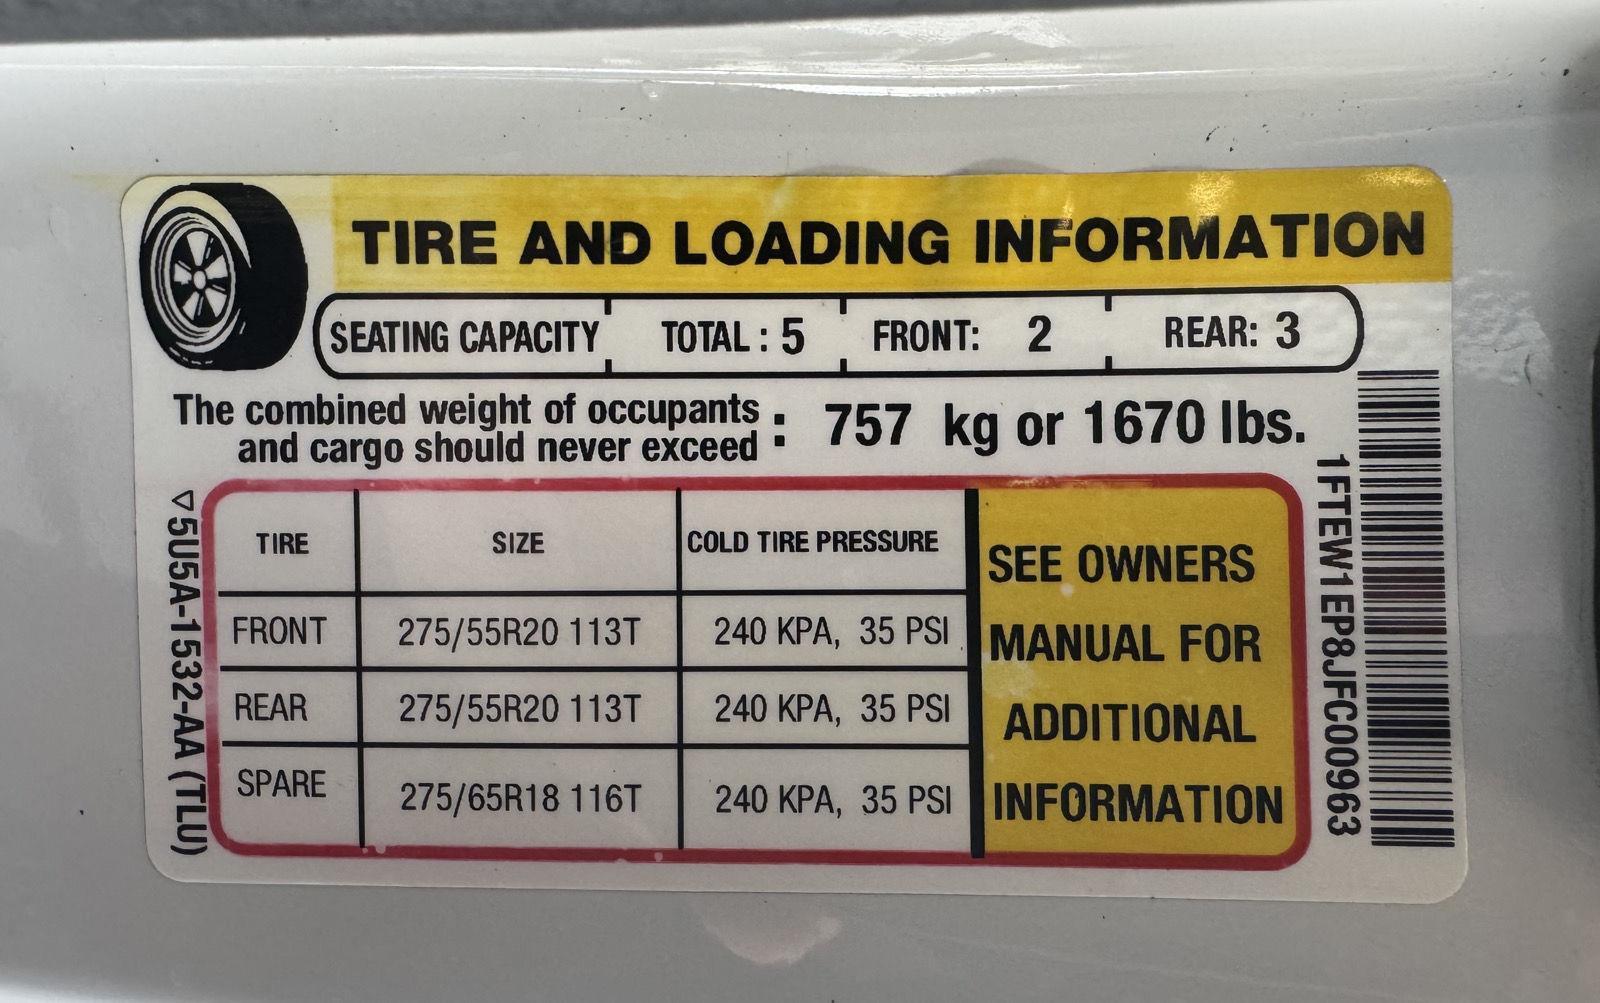 TIRE AND LOADING INFORMATION
SEATING CAPACITY TOTAL : 5 FRONT: 2 REAR: 3
The combined weight of occupants
and cargo should never exceed : 757 kg or 1670 lbs.
TIRE SIZE COLD TIRE PRESSURE
FRONT 275/55R20 113T 240 KPA, 35 PSI
REAR 275/55R20 113T 240 KPA, 35 PSI
SPARE 275/65R18 116T 240 KPA, 35 PSI
SEE OWNERS
MANUAL FOR
ADDITIONAL
INFORMATION
5U5A-1532-AA (TLU)
1FTEW1EP8JFC00963